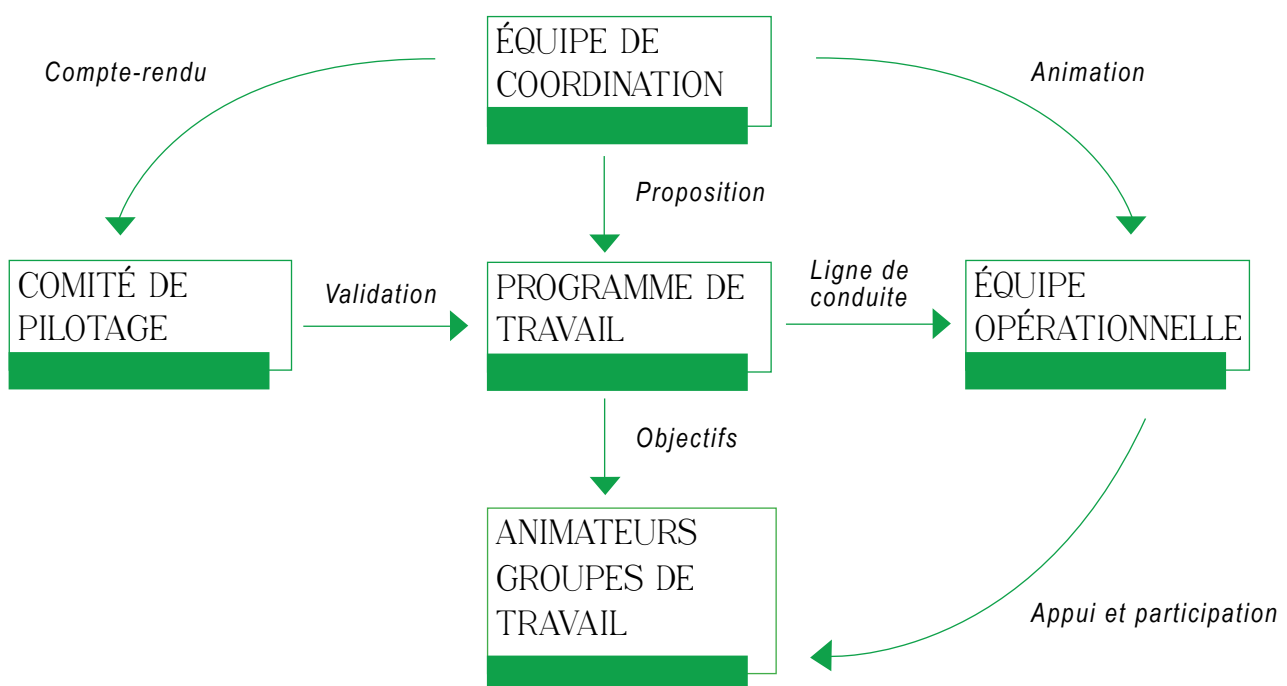 ÉQUIPE DE
COORDINATION
Compte-rendu
Animation
Proposition
COMITÉ DE
PILOTAGE
Validation
PROGRAMME DE
TRAVAIL
Ligne de
conduite
ÉQUIPE
OPÉRATIONNELLE
Objectifs
ANIMATEURS
GROUPES DE
TRAVAIL
Appui et participation